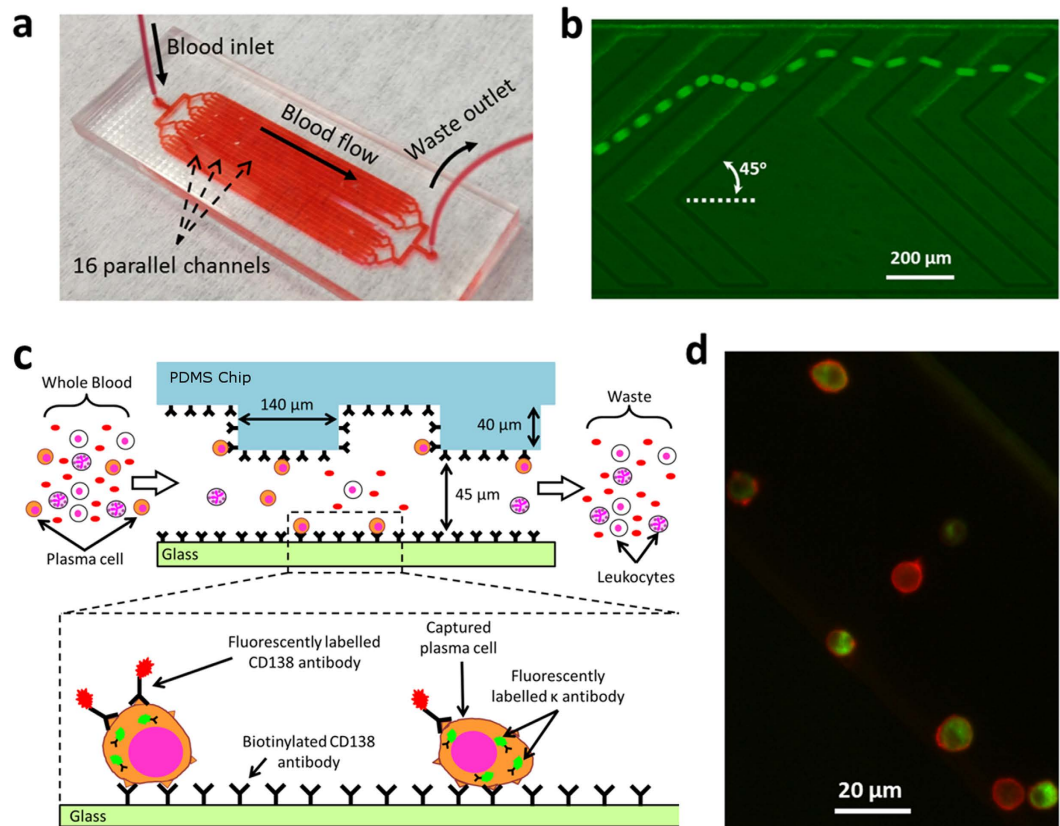 a
Blood inlet
Blood flow
Waste outlet
16 parallel channels
b
45°
200 µm
c
Whole Blood
Plasma cell
PDMS Chip
140 µm
40 µm
45 µm
Glass
Waste
Leukocytes
Fluorescently labelled
CD138 antibody
Biotinylated CD138
antibody
Captured
plasma cell
Fluorescently
labelled κ antibody
Glass
d
20 µm